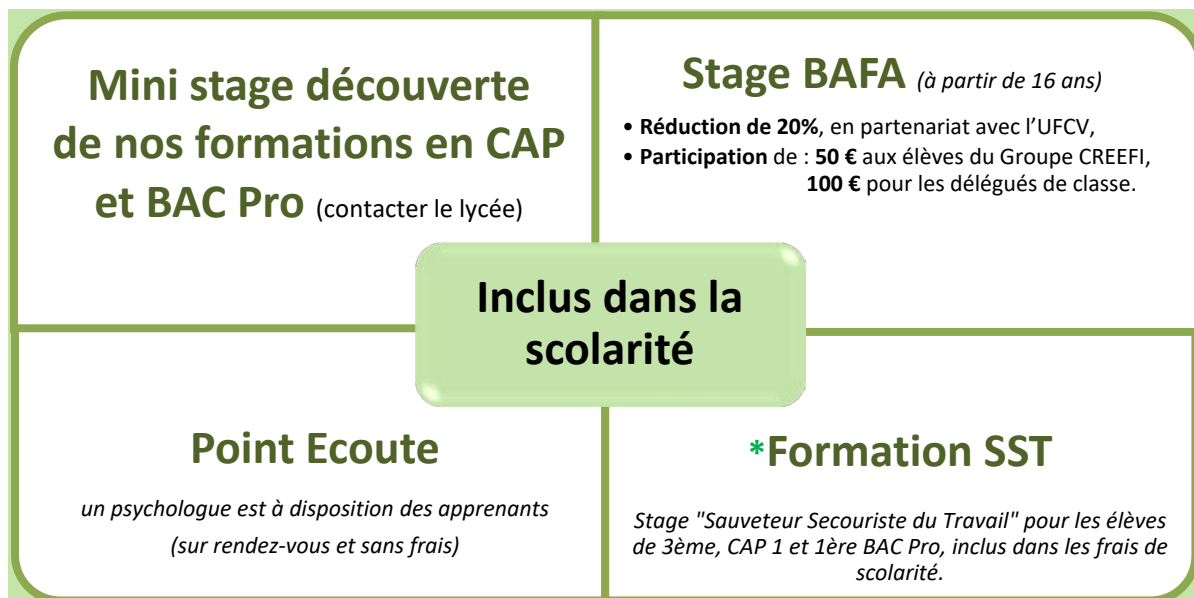 Mini stage découverte
de nos formations en CAP
et BAC Pro (contacter le lycée)
Stage BAFA (à partir de 16 ans)
• Réduction de 20%, en partenariat avec l’UFCV,
• Participation de : 50 € aux élèves du Groupe CREEFI,
100 € pour les délégués de classe.
Inclus dans la
scolarité
Point Ecoute
un psychologue est à disposition des apprenants
(sur rendez-vous et sans frais)
*Formation SST
Stage "Sauveteur Secouriste du Travail" pour les élèves
de 3ème, CAP 1 et 1ère BAC Pro, inclus dans les frais de
scolarité.